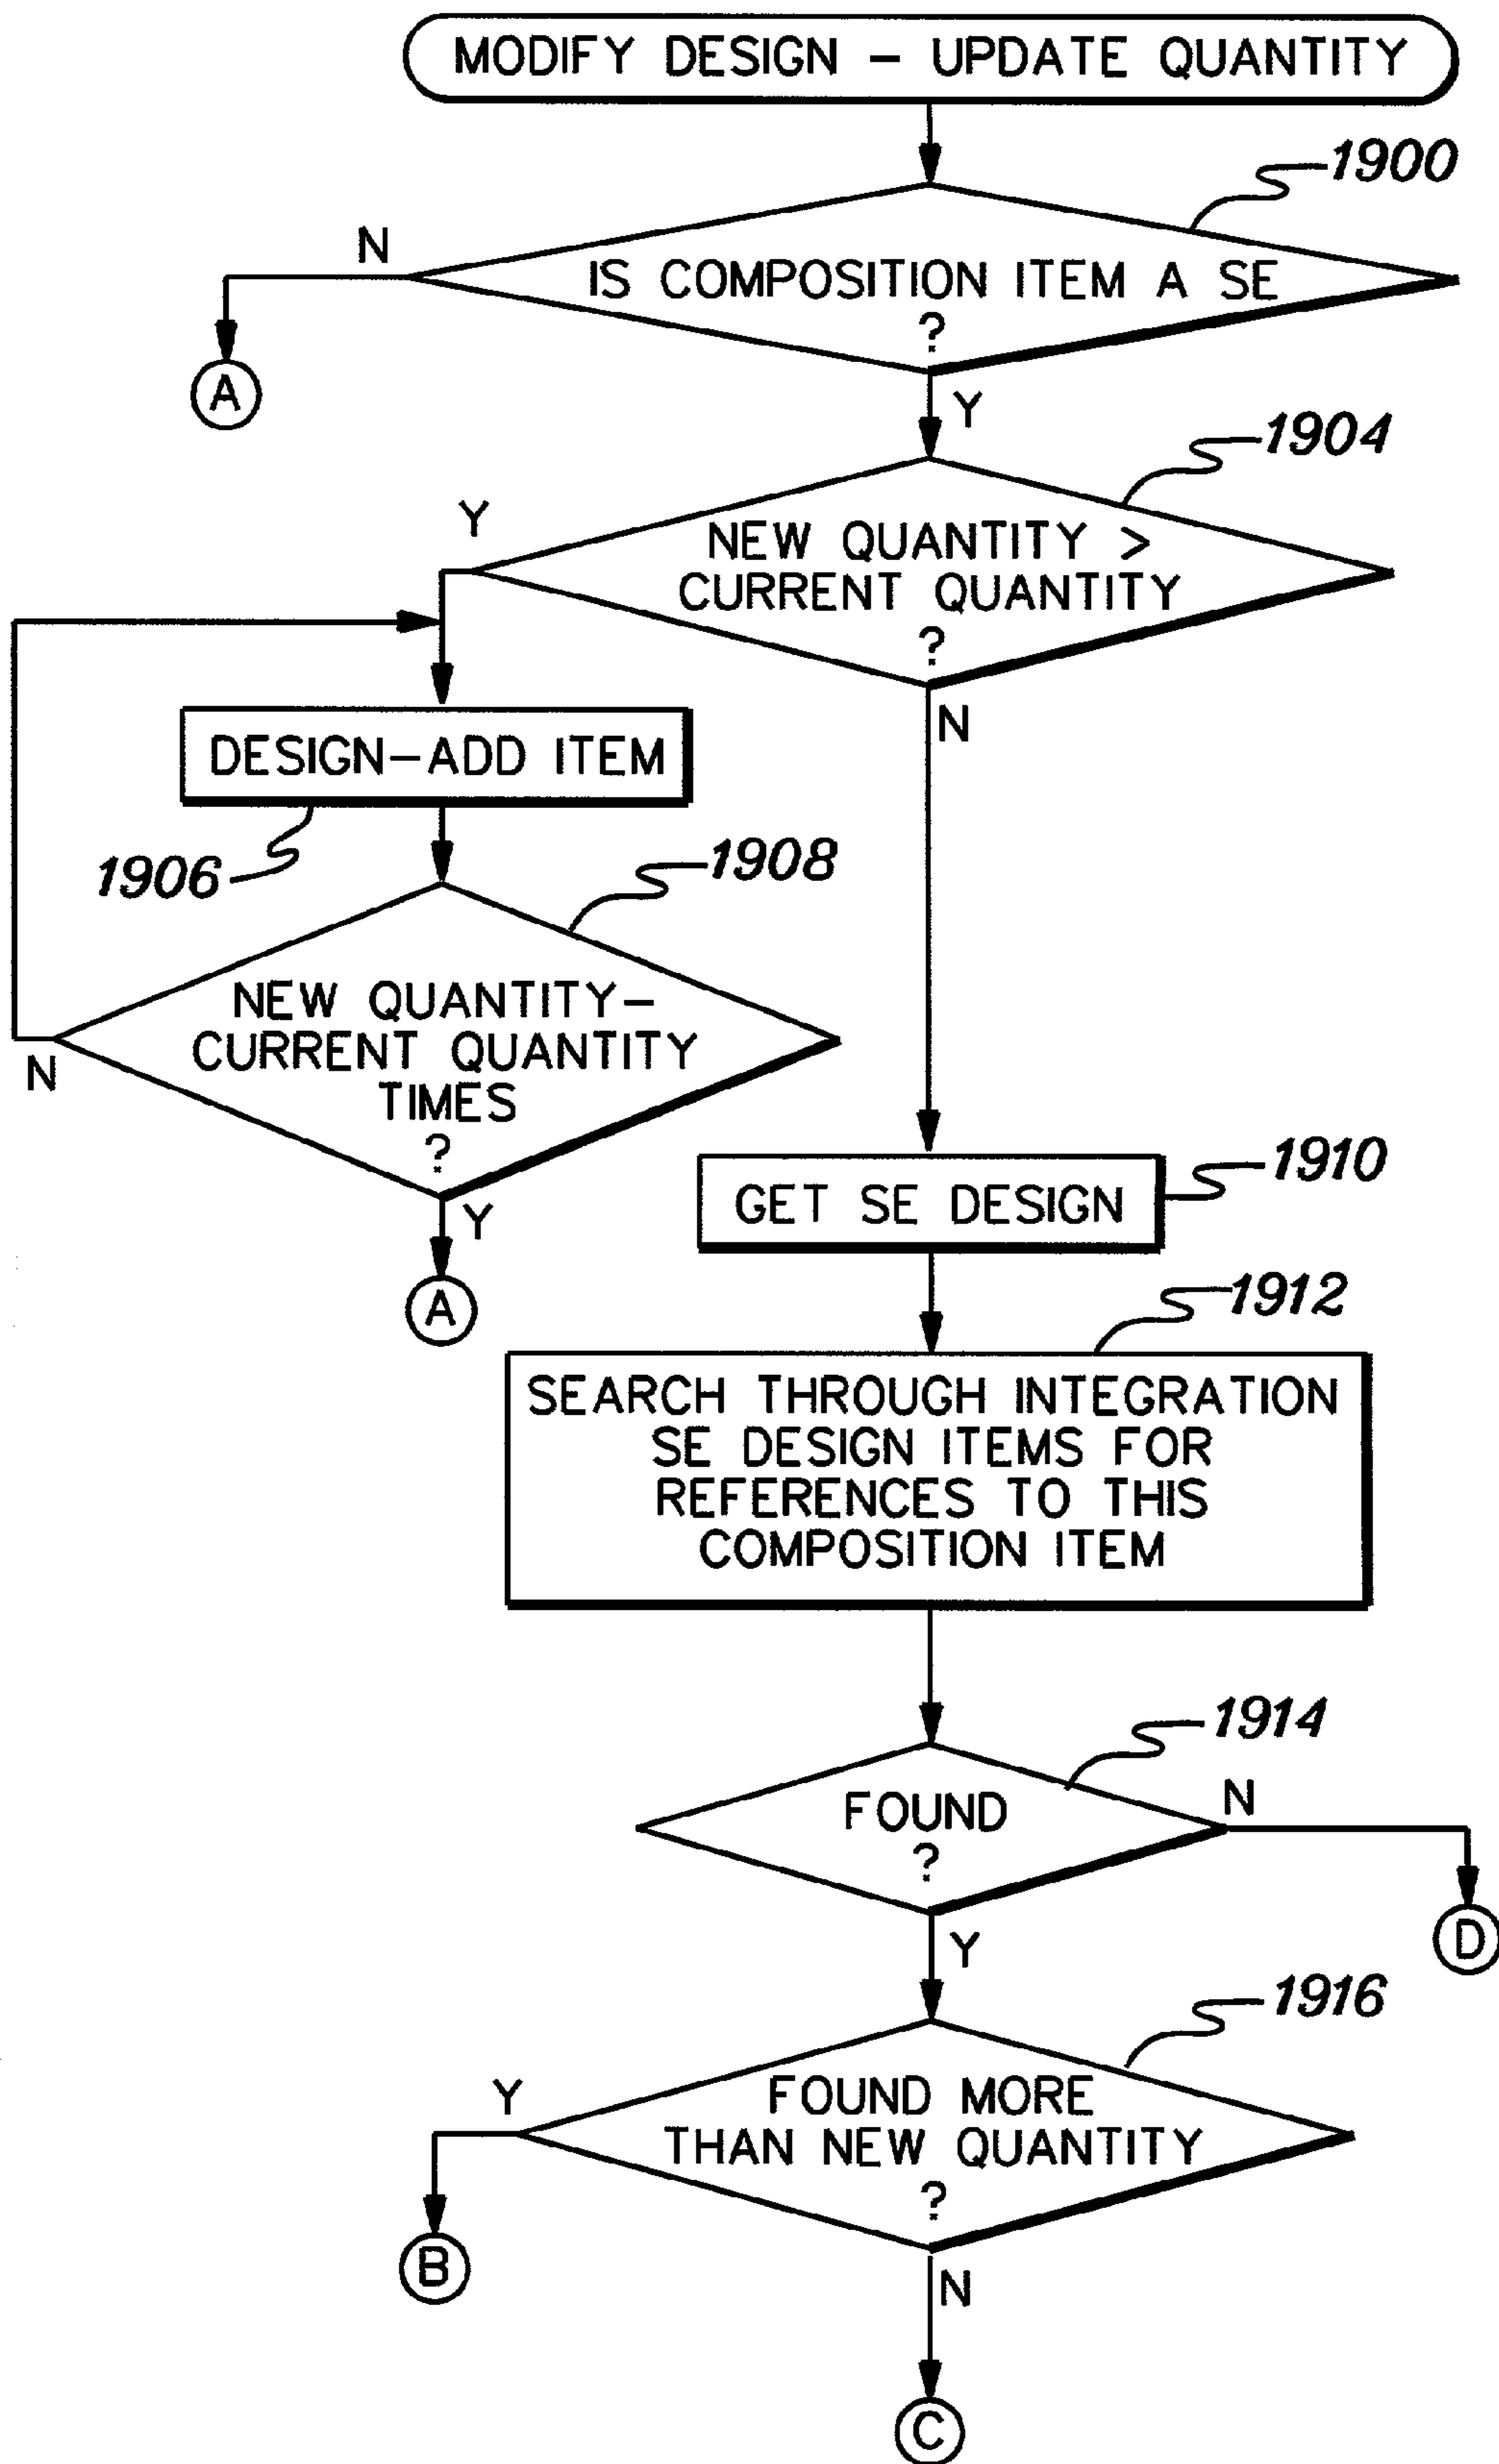 MODIFY DESIGN - UPDATE QUANTITY
1900
N
IS COMPOSITION ITEM A SE
?
A
Y
1904
Y
NEW QUANTITY >
CURRENT QUANTITY
?
N
DESIGN-ADD ITEM
1906
1908
NEW QUANTITY-
CURRENT QUANTITY
TIMES
?
N
Y
A
1910
GET SE DESIGN
1912
SEARCH THROUGH INTEGRATION
SE DESIGN ITEMS FOR
REFERENCES TO THIS
COMPOSITION ITEM
1914
FOUND
?
N
D
Y
1916
Y
FOUND MORE
THAN NEW QUANTITY
?
B
N
C